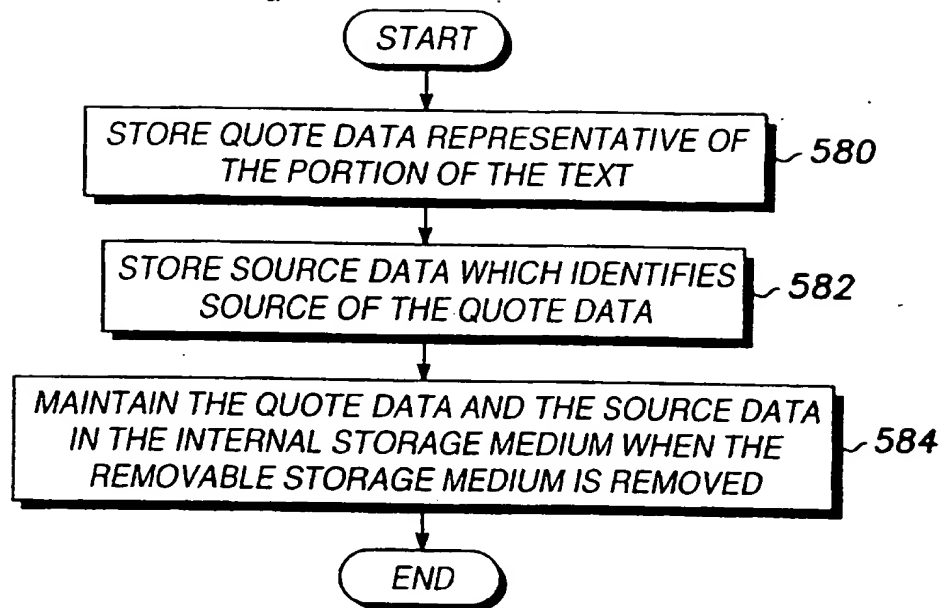 START
STORE QUOTE DATA REPRESENTATIVE OF
THE PORTION OF THE TEXT
580
STORE SOURCE DATA WHICH IDENTIFIES
SOURCE OF THE QUOTE DATA
582
MAINTAIN THE QUOTE DATA AND THE SOURCE DATA
IN THE INTERNAL STORAGE MEDIUM WHEN THE
REMOVABLE STORAGE MEDIUM IS REMOVED
584
END